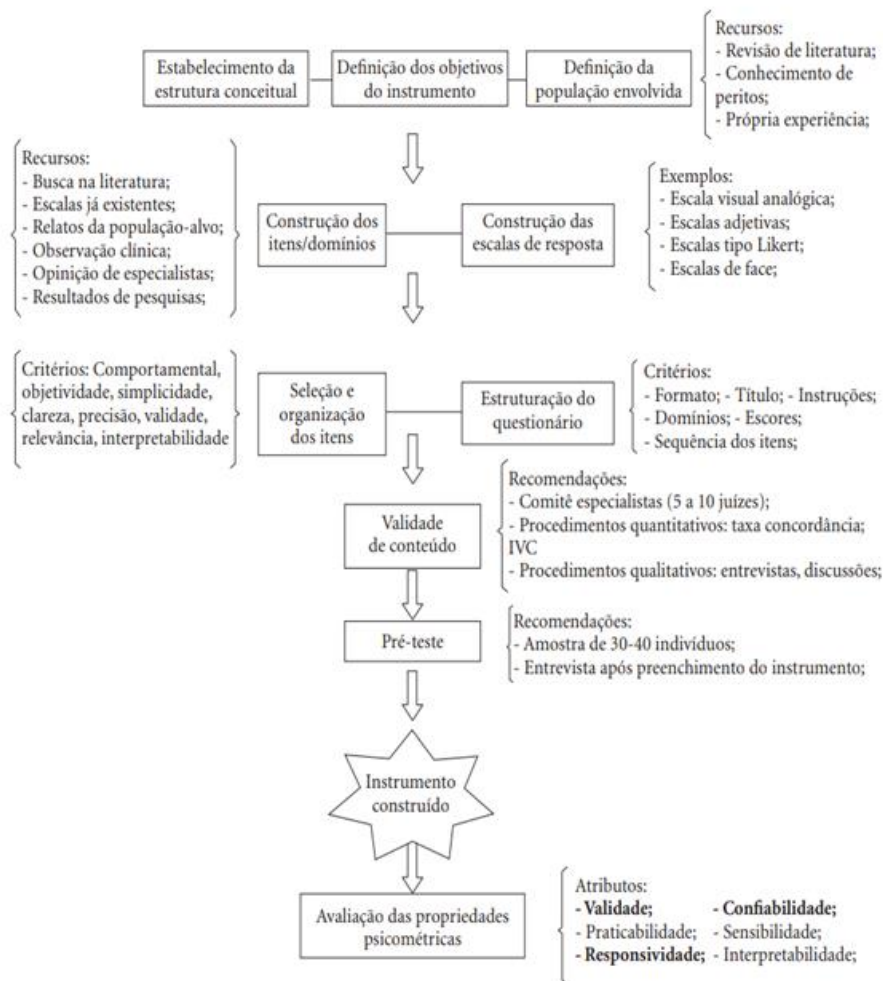 Estabelecimento da
estrutura conceitual
Definição dos objetivos
do instrumento
Definição da
população envolvida
Recursos:
- Revisão de literatura;
- Conhecimento de
peritos;
- Própria experiência;
Recursos:
- Busca na literatura;
- Escalas já existentes;
- Relatos da população-alvo;
- Observação clínica;
- Opinição de especialistas;
- Resultados de pesquisas;
Construção dos
itens/domínios
Construção das
escalas de resposta
Exemplos:
- Escala visual analógica;
- Escalas adjetivas;
- Escalas tipo Likert;
- Escalas de face;
Critérios: Comportamental,
objetividade, simplicidade,
clareza, precisão, validade,
relevância, interpretabilidade
Seleção e
organização
dos itens
Estruturação do
questionário
Critérios:
- Formato; - Título; - Instruções;
- Domínios; - Escores;
- Sequência dos itens;
Validade
de conteúdo
Recomendações:
- Comitê especialistas (5 a 10 juízes);
- Procedimentos quantitativos: taxa concordância;
IVC
- Procedimentos qualitativos: entrevistas, discussões;
Pré-teste
Recomendações:
- Amostra de 30-40 indivíduos;
- Entrevista após preenchimento do instrumento;
Instrumento
construído
Avaliação das propriedades
psicométricas
Atributos:
- Validade; - Confiabilidade;
- Praticabilidade; - Sensibilidade;
- Responsividade; - Interpretabilidade;